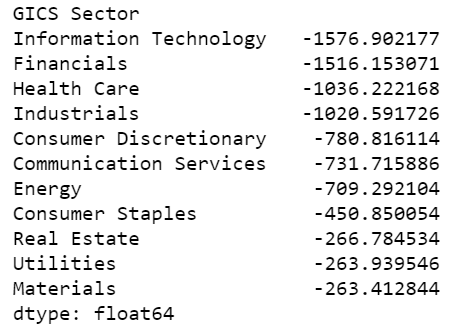 GICS Sector
Information Technology   -1576.902177
Financials               -1516.153071
Health Care              -1036.222168
Industrials              -1020.591726
Consumer Discretionary    -780.816114
Communication Services    -731.715886
Energy                    -709.292104
Consumer Staples          -450.850054
Real Estate               -266.784534
Utilities                 -263.939546
Materials                 -263.412844
dtype: float64